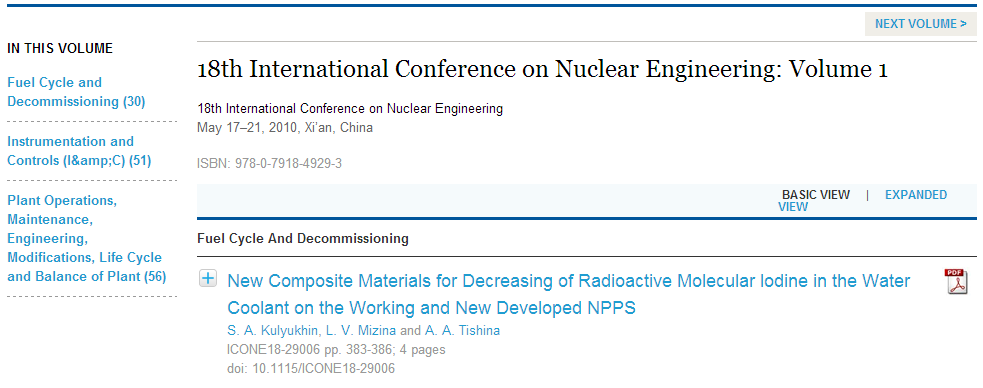 NEXT VOLUME >
IN THIS VOLUME
Fuel Cycle and
Decommissioning (30)
Instrumentation and
Controls (I&amp;C) (51)
Plant Operations,
Maintenance,
Engineering,
Modifications, Life Cycle
and Balance of Plant (56)
18th International Conference on Nuclear Engineering: Volume 1
18th International Conference on Nuclear Engineering
May 17–21, 2010, Xi’an, China
ISBN: 978-0-7918-4929-3
BASIC VIEW | EXPANDED
VIEW
Fuel Cycle And Decommissioning
New Composite Materials for Decreasing of Radioactive Molecular Iodine in the Water
Coolant on the Working and New Developed NPPS
PDF
S. A. Kulyukhin, L. V. Mizina and A. A. Tishina
ICONE18-29006 pp. 383-386; 4 pages
doi: 10.1115/ICONE18-29006